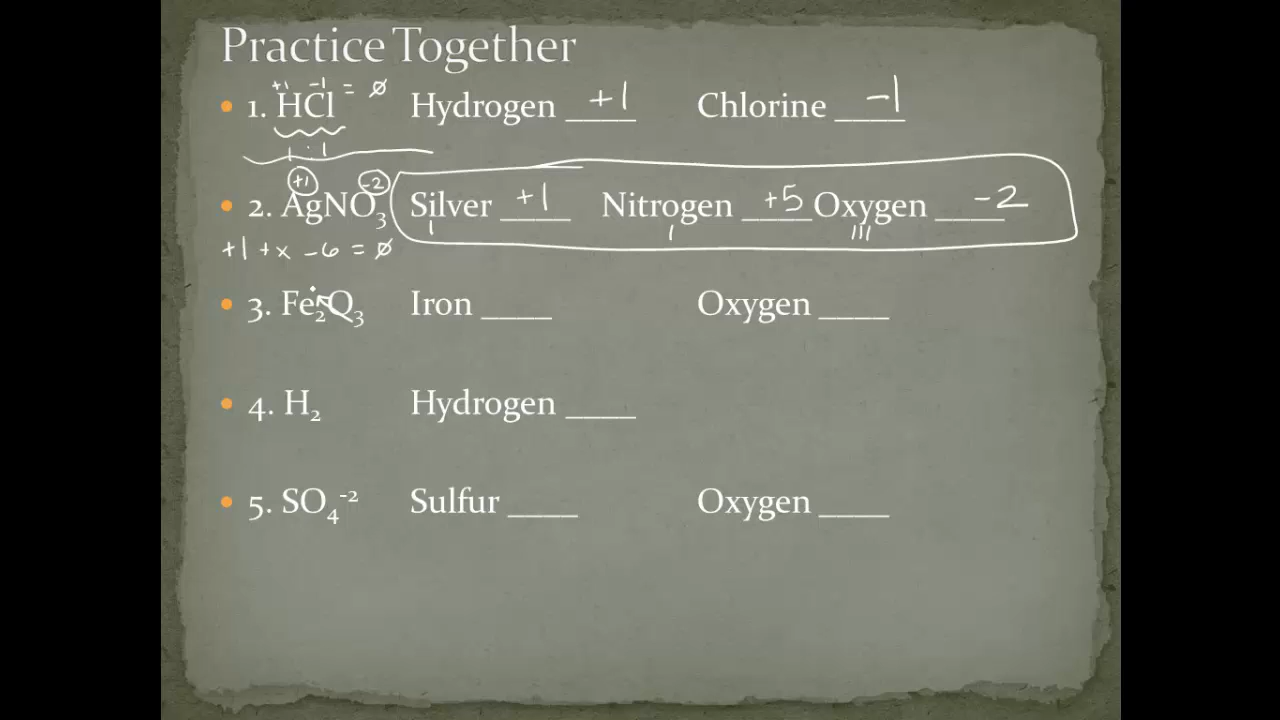 Practice Together
+1 -1 = ∅
• 1. HCl Hydrogen +1 Chlorine -1
1 : 1
+1 -2
• 2. AgNO₃ Silver +1 Nitrogen +5 Oxygen -2
+1 + x - 6 = ∅
• 3. Fe₂O₃ Iron ____ Oxygen ____
• 4. H₂ Hydrogen ____
• 5. SO₄⁻² Sulfur ____ Oxygen ____